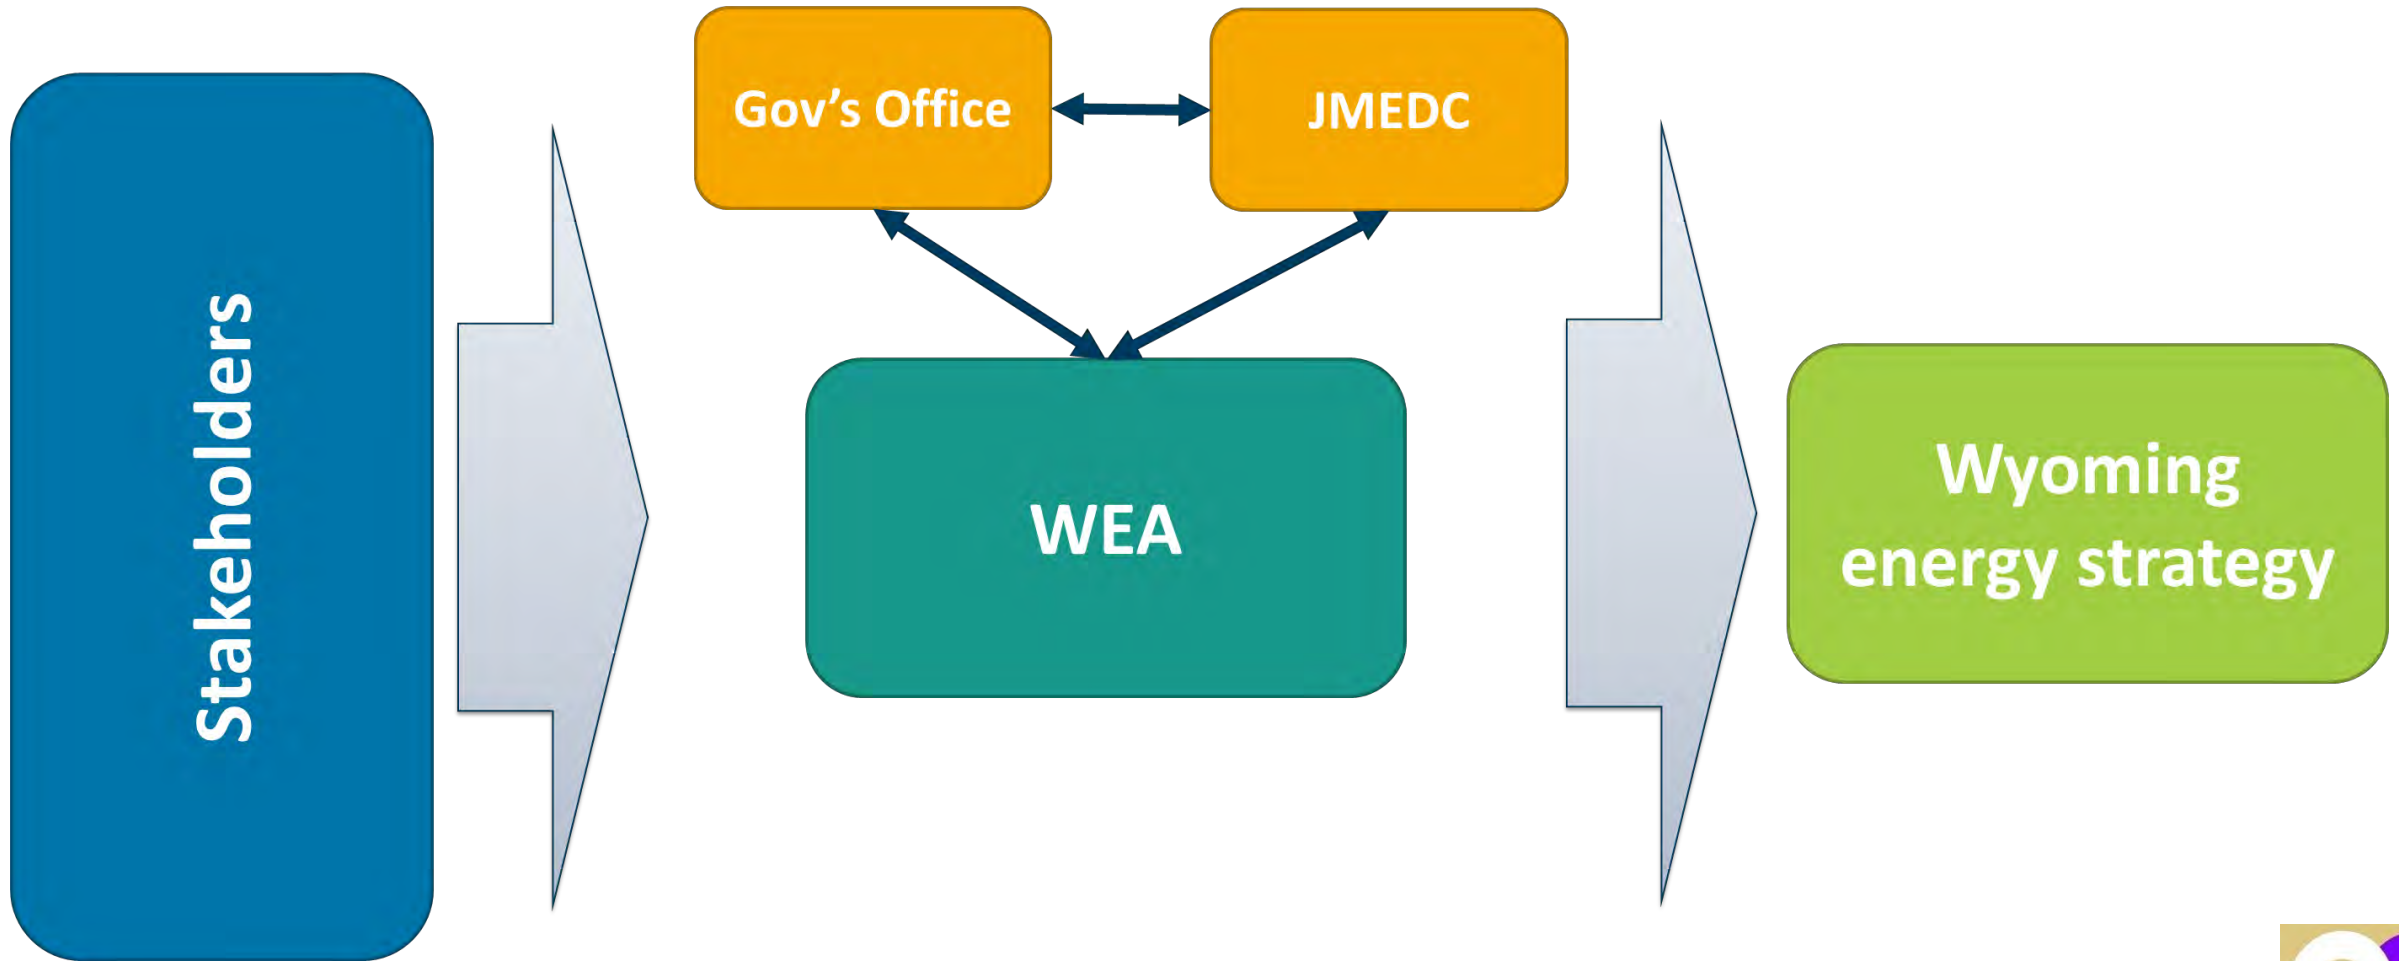 Stakeholders
Gov’s Office
JMEDC
WEA
Wyoming
energy strategy